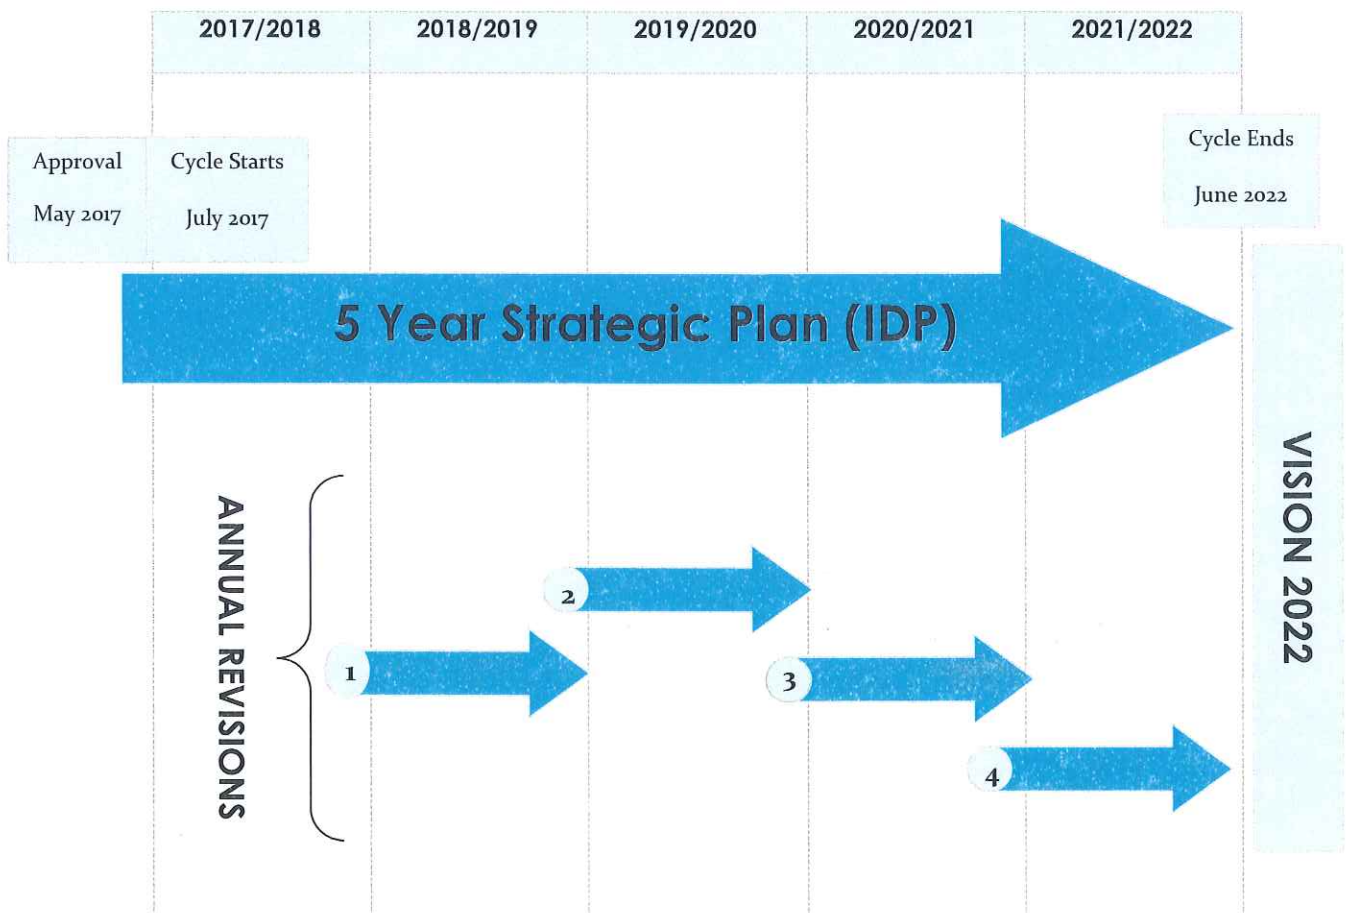 2017/2018
2018/2019
2019/2020
2020/2021
2021/2022
Approval
May 2017
Cycle Starts
July 2017
Cycle Ends
June 2022
5 Year Strategic Plan (IDP)
ANNUAL REVISIONS
1
2
3
4
VISION 2022